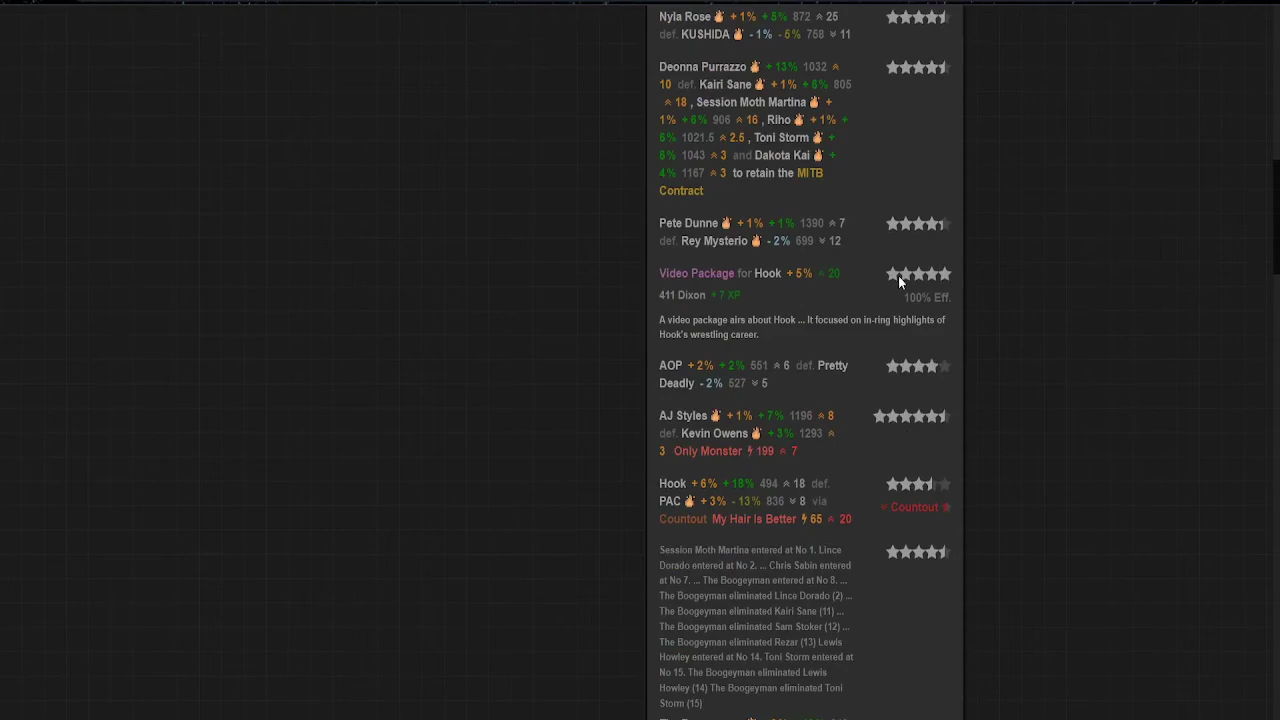 Nyla Rose + 1% + 5% 872 25
def. KUSHIDA - 1% - 5% 758 11
Deonna Purrazzo + 13% 1032
10 def. Kairi Sane + 1% + 6% 805
18 , Session Moth Martina +
1% + 6% 906 16 , Riho + 1% +
6% 1021.5 2.5 , Toni Storm +
6% 1043 3 and Dakota Kai +
4% 1167 3 to retain the MITB
Contract
Pete Dunne + 1% + 1% 1390 7
def. Rey Mysterio - 2% 699 12
Video Package for Hook + 5% 20
411 Dixon + 7 XP
100% Eff.
A video package airs about Hook ... It focused on in-ring highlights of
Hook's wrestling career.
AOP + 2% + 2% 551 6 def. Pretty
Deadly - 2% 527 5
AJ Styles + 1% + 7% 1196 8
def. Kevin Owens + 3% 1293
3 Only Monster 199 7
Hook + 6% + 18% 494 18 def.
PAC + 3% - 13% 836 8 via
Countout My Hair Is Better 65 20
Countout
Session Moth Martina entered at No 1. Lince
Dorado entered at No 2. ... Chris Sabin entered
at No 7. ... The Boogeyman entered at No 8. ...
The Boogeyman eliminated Lince Dorado (2) ...
The Boogeyman eliminated Kairi Sane (11) ...
The Boogeyman eliminated Sam Stoker (12) ...
The Boogeyman eliminated Rezar (13) Lewis
Howley entered at No 14. Toni Storm entered at
No 15. The Boogeyman eliminated Lewis
Howley (14) The Boogeyman eliminated Toni
Storm (15)